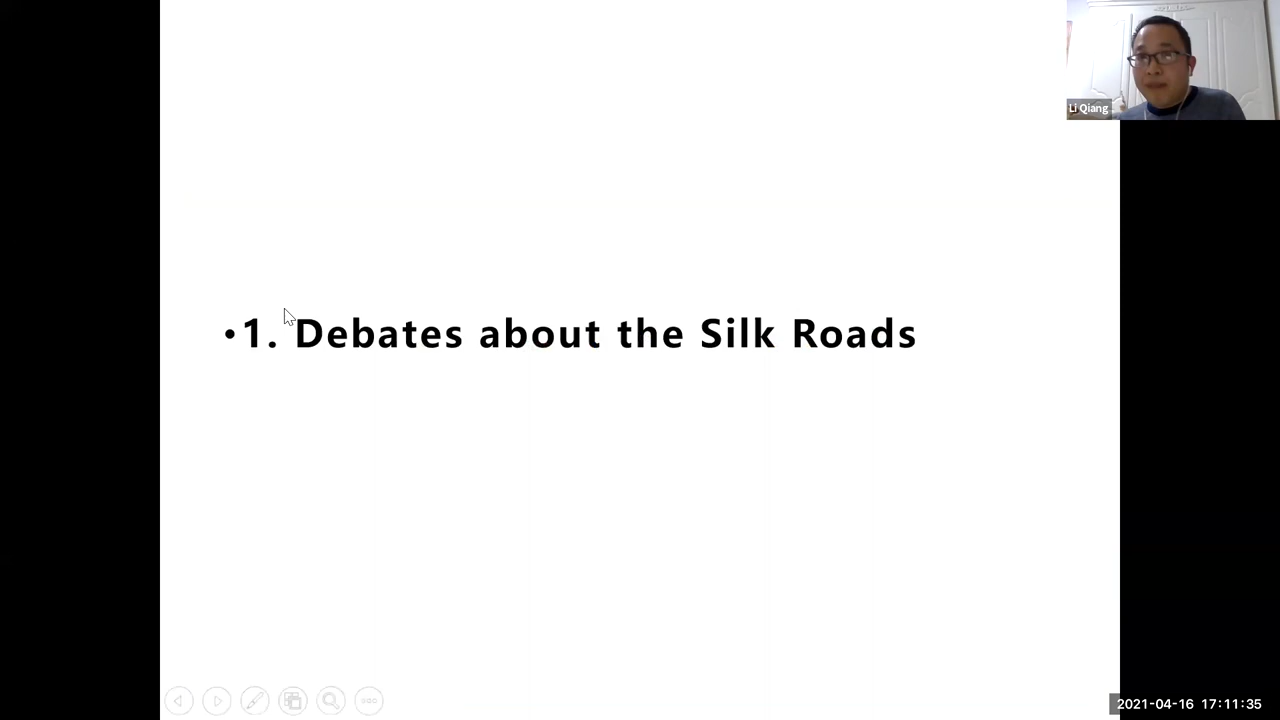 Li Qiang
•1. Debates about the Silk Roads
2021-04-16 17:11:35